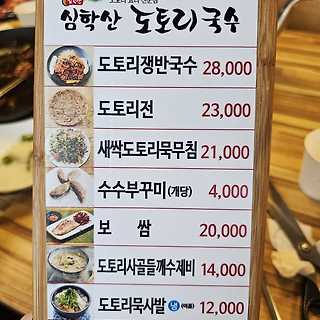 심학산 도토리국수
도토리쟁반국수 28,000
도토리전 23,000
새싹도토리묵무침 21,000
수수부꾸미(개당) 4,000
보 쌈 20,000
도토리사골들깨수제비 14,000
도토리묵사발 냉 (여름) 12,000